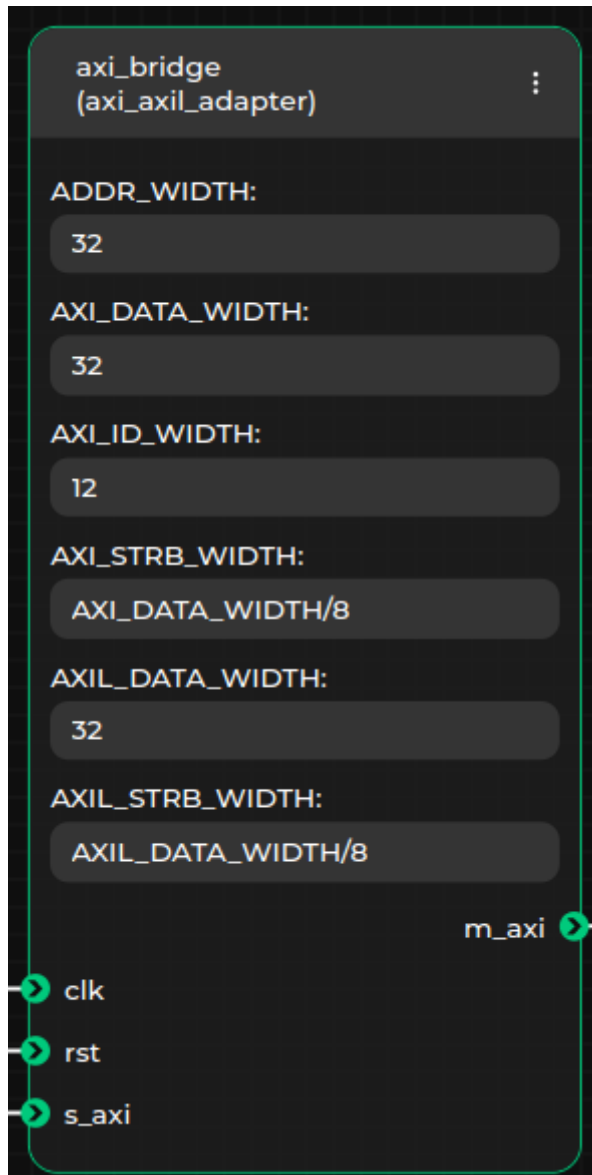 axi_bridge
(axi_axil_adapter)
ADDR_WIDTH:
32
AXI_DATA_WIDTH:
32
AXI_ID_WIDTH:
12
AXI_STRB_WIDTH:
AXI_DATA_WIDTH/8
AXIL_DATA_WIDTH:
32
AXIL_STRB_WIDTH:
AXIL_DATA_WIDTH/8
m_axi
clk
rst
s_axi